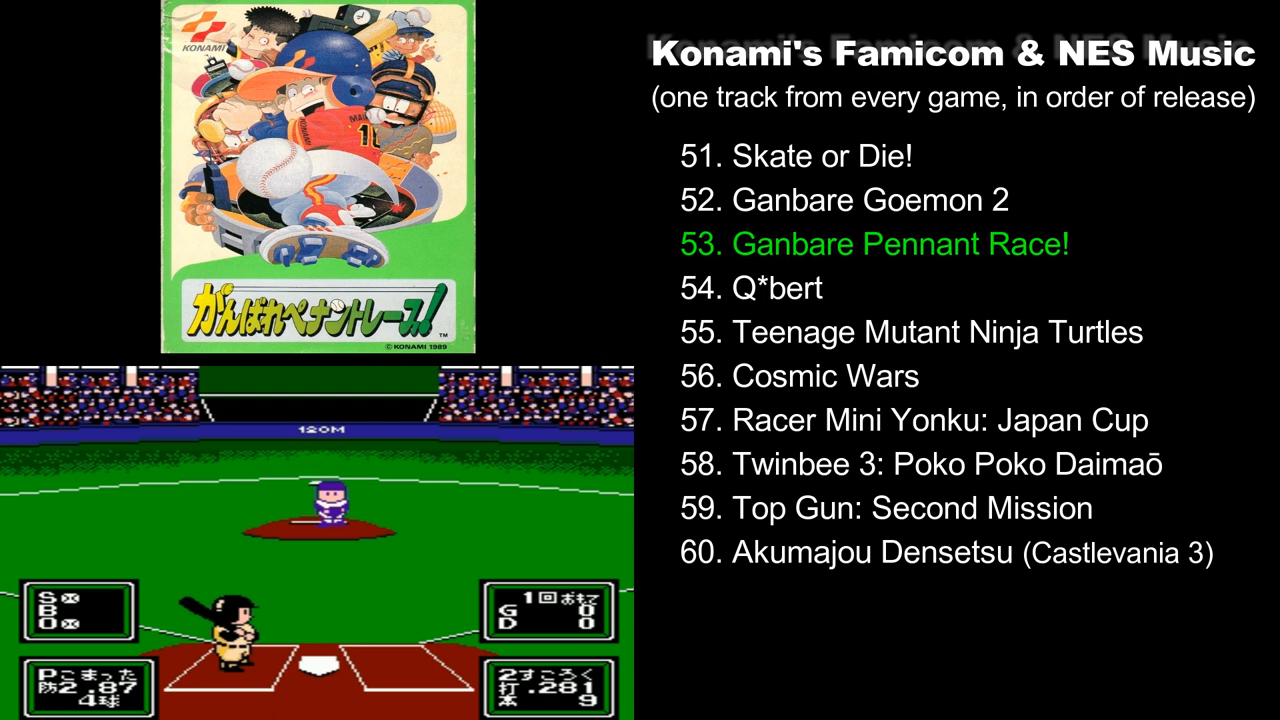 KONAMI
KONAMI
がんばれペナントレース!
TM
© KONAMI 1989
120M
S
B
O
1回おもて
G 0
D 0
Pこまった
防2.87
4球
2すころく
打.281
本 9
Konami's Famicom & NES Music
(one track from every game, in order of release)
51. Skate or Die!
52. Ganbare Goemon 2
53. Ganbare Pennant Race!
54. Q*bert
55. Teenage Mutant Ninja Turtles
56. Cosmic Wars
57. Racer Mini Yonku: Japan Cup
58. Twinbee 3: Poko Poko Daimaō
59. Top Gun: Second Mission
60. Akumajou Densetsu (Castlevania 3)